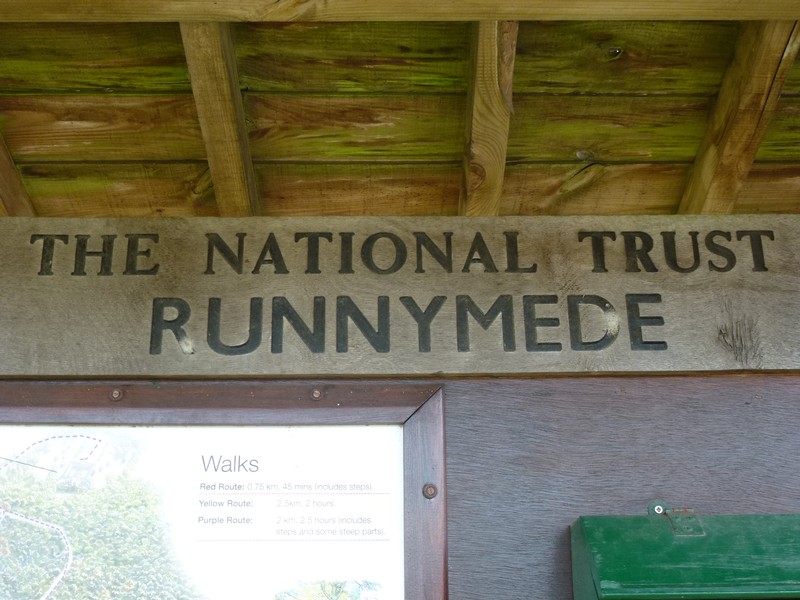 THE NATIONAL TRUST
RUNNYMEDE
Walks
Red Route: 0.75 km, 45 mins (includes steps).
Yellow Route: 2.5km, 2 hours
Purple Route: 2 km, 2.5 hours (includes
steps and some steep parts).